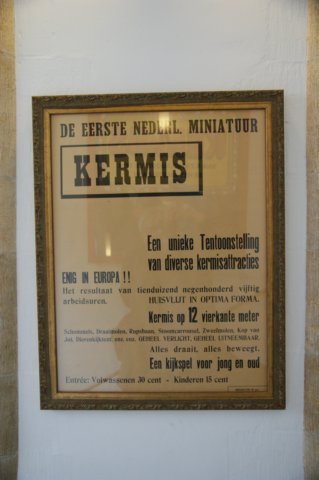 DE EERSTE NEDERL. MINIATUUR
KERMIS
Een unieke Tentoonstelling
van diverse kermisattracties
ENIG IN EUROPA !!
Het resultaat van tienduizend negenhonderd vijftig
arbeidsuren. HUISVLIJT IN OPTIMA FORMA.
Kermis op 12 vierkante meter
Schommels, Draaimolen, Rupsbaan, Stoomcarrousel, Zweefmolen, Kop van
Jut, Dierenkijktent enz. enz. GEHEEL VERLICHT, GEHEEL UITNEEMBAAR.
Alles draait, alles beweegt.
Een kijkspel voor jong en oud
Entrée: Volwassenen 30 cent - Kinderen 15 cent